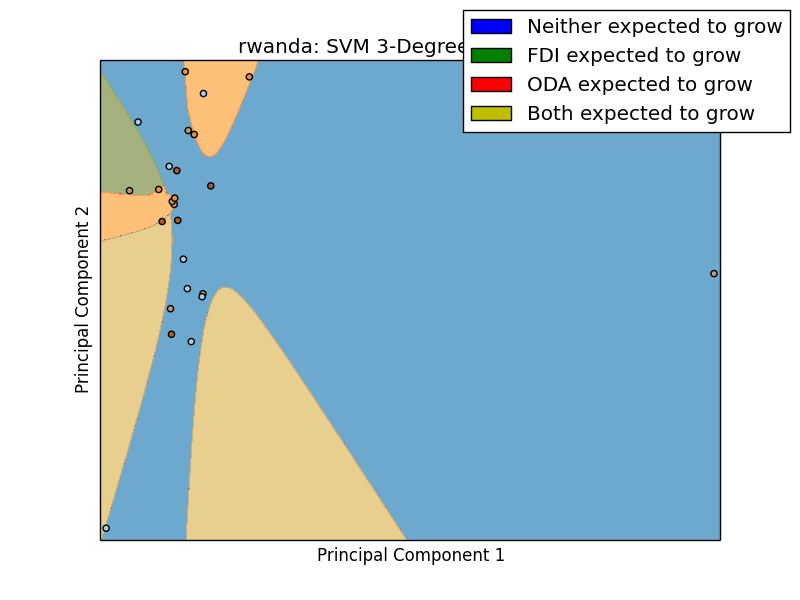 rwanda: SVM 3-Degree
Neither expected to grow
FDI expected to grow
ODA expected to grow
Both expected to grow
Principal Component 2
Principal Component 1